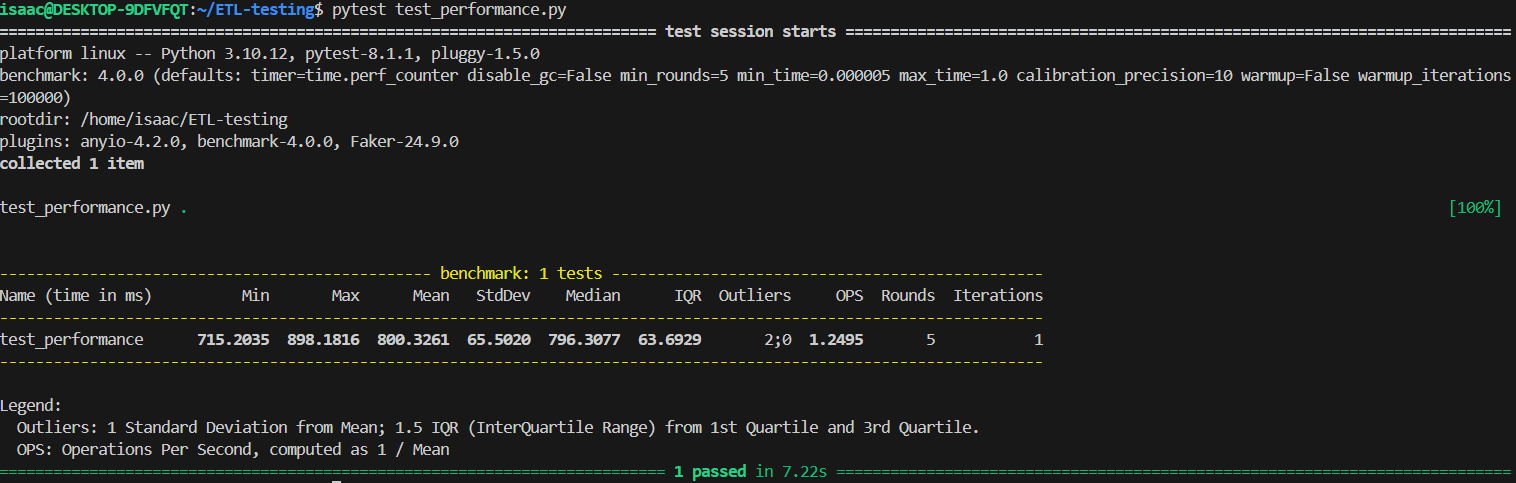 isaac@DESKTOP-9DFVFQT:~/ETL-testing$ pytest test_performance.py
========================================================================= test session starts ==========================================================================
platform linux -- Python 3.10.12, pytest-8.1.1, pluggy-1.5.0
benchmark: 4.0.0 (defaults: timer=time.perf_counter disable_gc=False min_rounds=5 min_time=0.000005 max_time=1.0 calibration_precision=10 warmup=False warmup_iterations
=100000)
rootdir: /home/isaac/ETL-testing
plugins: anyio-4.2.0, benchmark-4.0.0, Faker-24.9.0
collected 1 item
test_performance.py . [100%]
------------------------------------------------ benchmark: 1 tests ------------------------------------------------
Name (time in ms)          Min       Max      Mean   StdDev    Median      IQR  Outliers     OPS  Rounds  Iterations
--------------------------------------------------------------------------------------------------------------------
test_performance      715.2035  898.1816  800.3261  65.5020  796.3077  63.6929       2;0  1.2495       5           1
--------------------------------------------------------------------------------------------------------------------
Legend:
  Outliers: 1 Standard Deviation from Mean; 1.5 IQR (InterQuartile Range) from 1st Quartile and 3rd Quartile.
  OPS: Operations Per Second, computed as 1 / Mean
========================================================================== 1 passed in 7.22s ===========================================================================